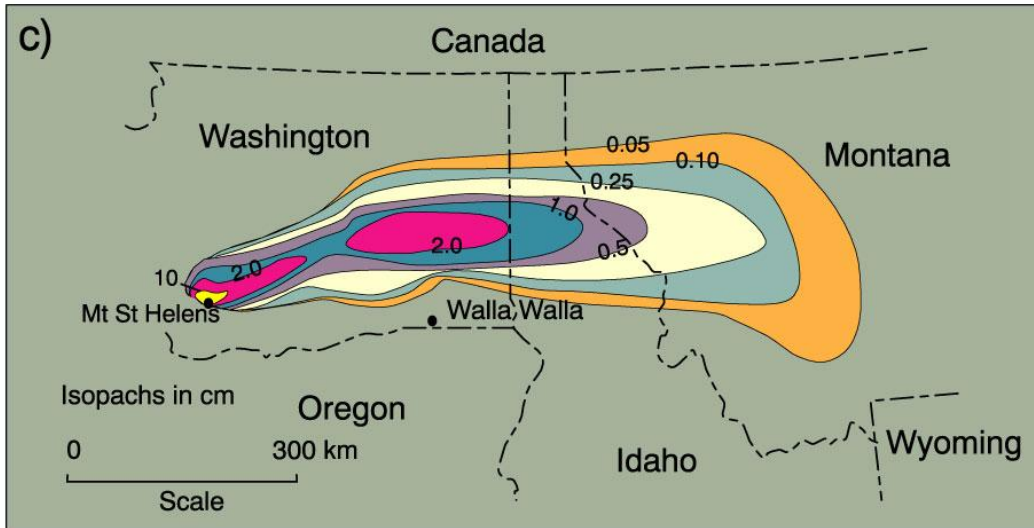 c)
Canada
Washington
0.05
0.10
Montana
0.25
1.0
2.0
0.5
2.0
10
Mt St Helens
Walla Walla
Isopachs in cm
Oregon
0 300 km
Scale
Idaho
Wyoming